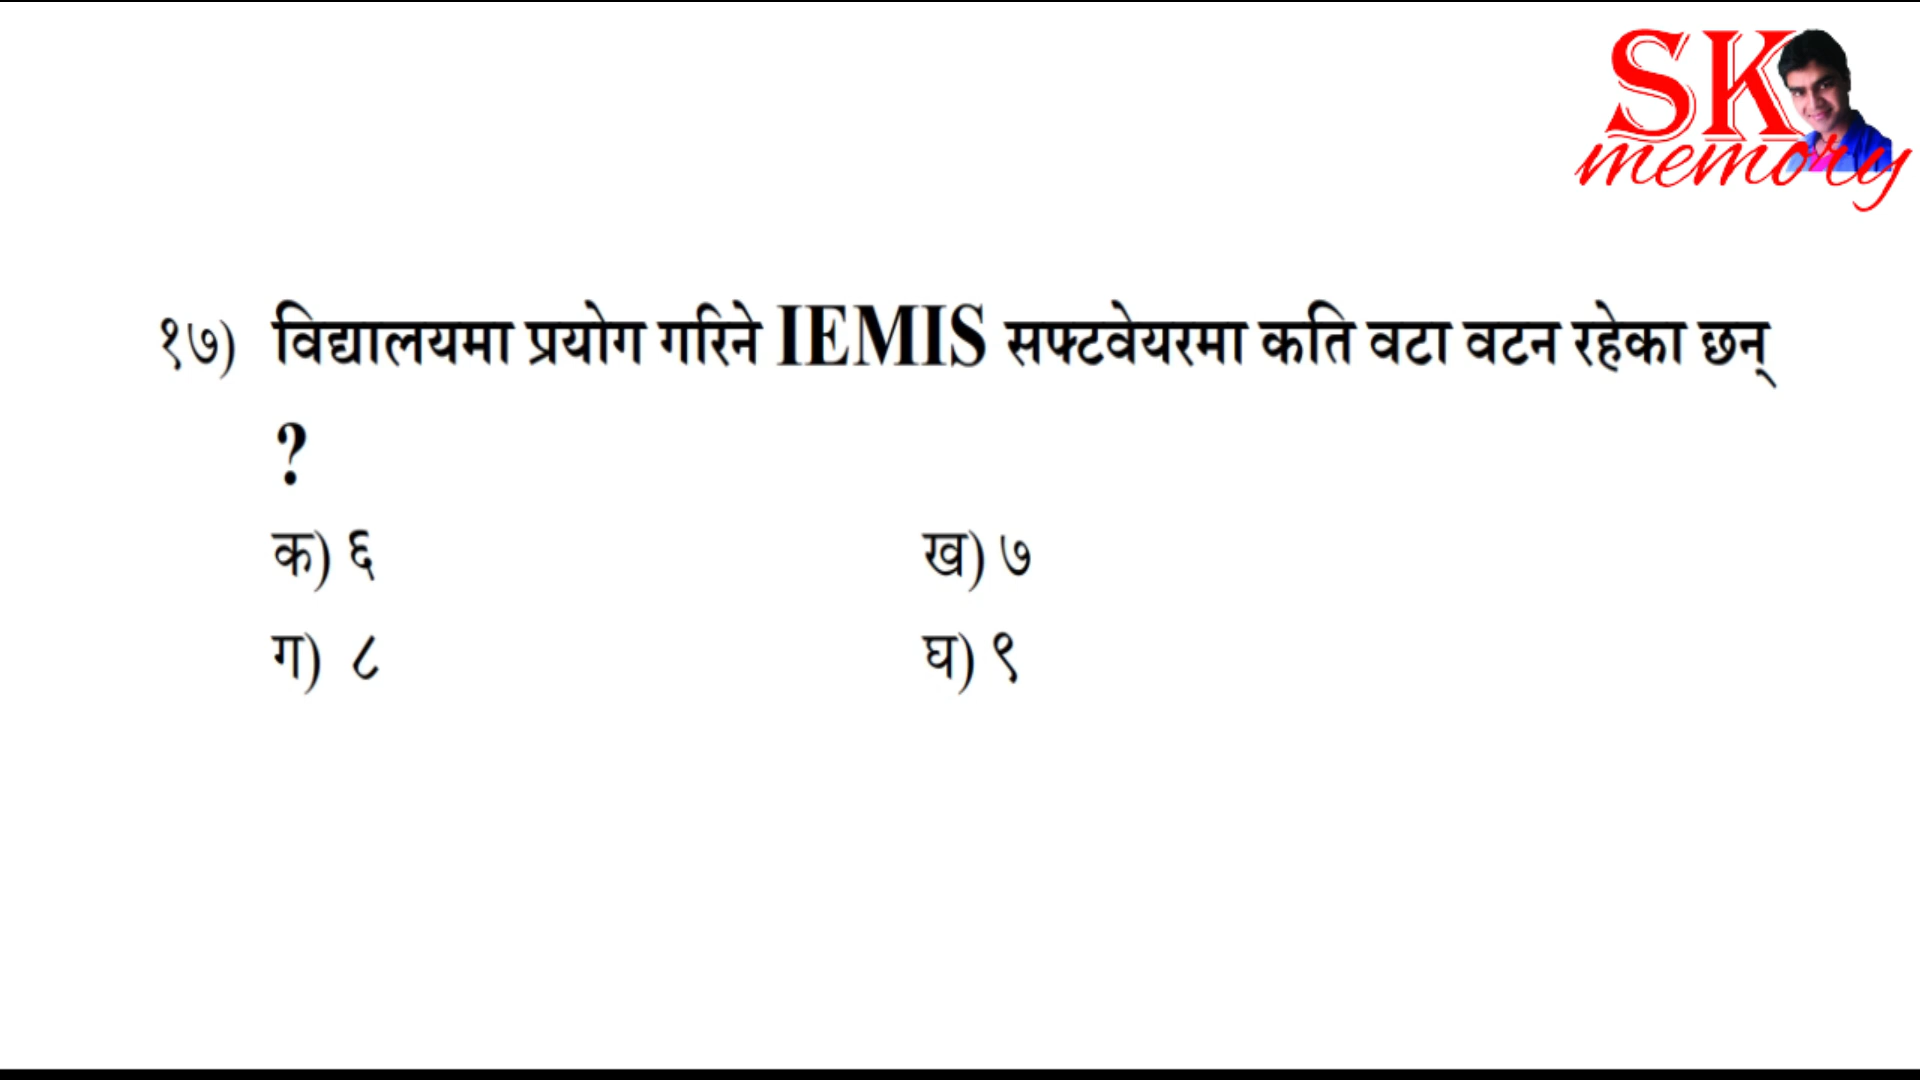 SK
memory
१७) विद्यालयमा प्रयोग गरिने IEMIS सफ्टवेयरमा कति वटा वटन रहेका छन्
?
क) ६ ख) ७
ग) ८ घ) ९